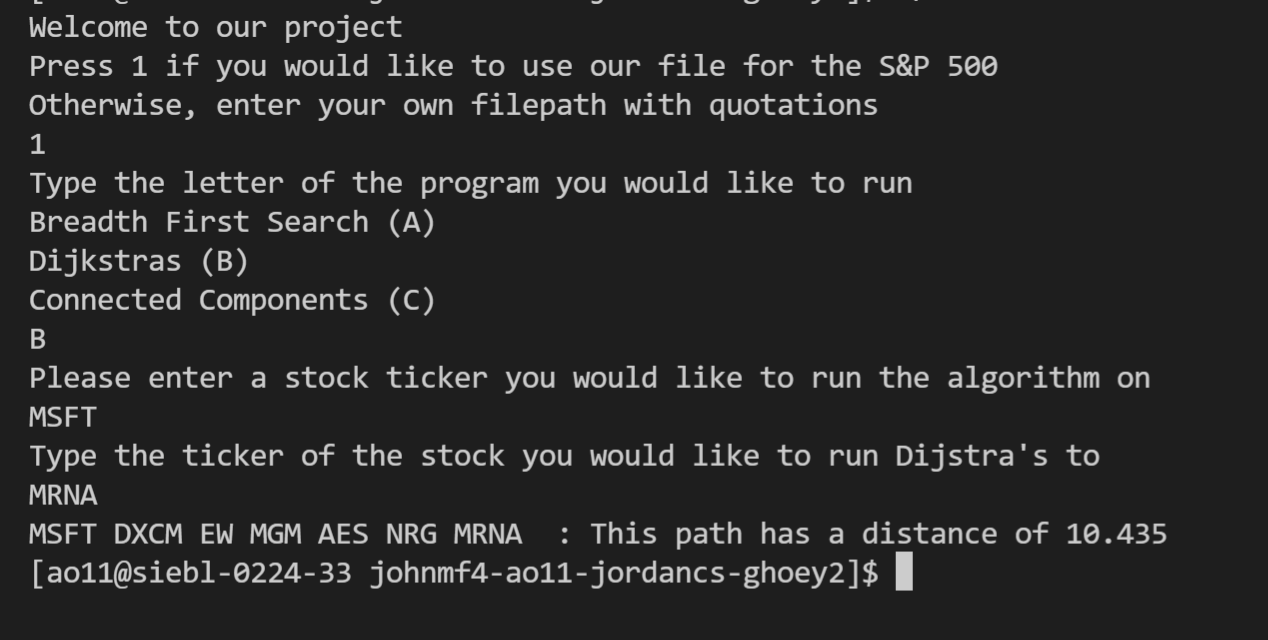 Welcome to our project
Press 1 if you would like to use our file for the S&P 500
Otherwise, enter your own filepath with quotations
1
Type the letter of the program you would like to run
Breadth First Search (A)
Dijkstras (B)
Connected Components (C)
B
Please enter a stock ticker you would like to run the algorithm on
MSFT
Type the ticker of the stock you would like to run Dijstra's to
MRNA
MSFT DXCM EW MGM AES NRG MRNA  : This path has a distance of 10.435
[ao11@siebl-0224-33 johnmf4-ao11-jordancs-ghoey2]$